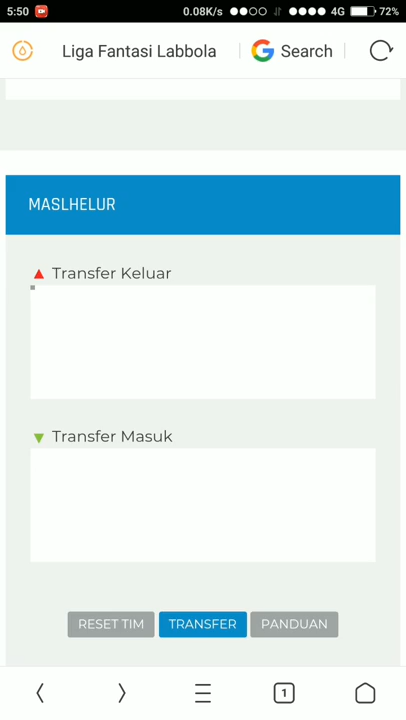 5:50
0.08K/s
4G
72%
Liga Fantasi Labbola
Search
MASLHELUR
Transfer Keluar
Transfer Masuk
RESET TIM
TRANSFER
PANDUAN
1